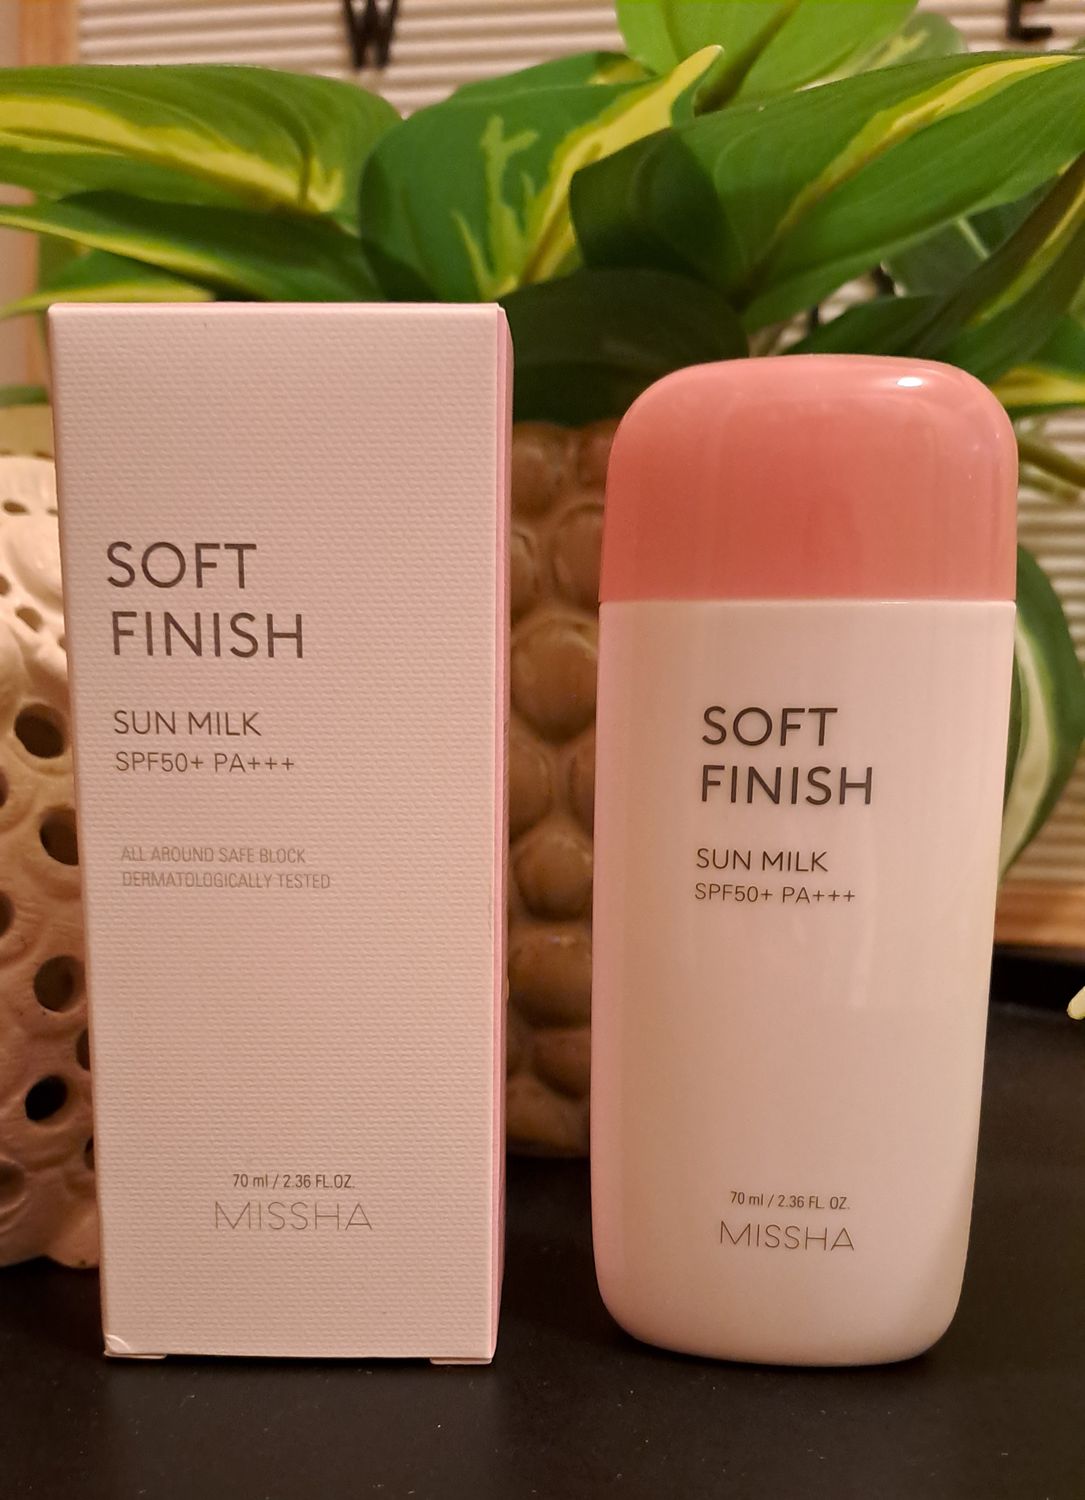 W
E
SOFT
FINISH
SUN MILK
SPF50+ PA+++
ALL AROUND SAFE BLOCK
DERMATOLOGICALLY TESTED
70 ml / 2.36 FL.OZ.
MISSHA
SOFT
FINISH
SUN MILK
SPF50+ PA+++
70 ml / 2.36 FL. OZ.
MISSHA